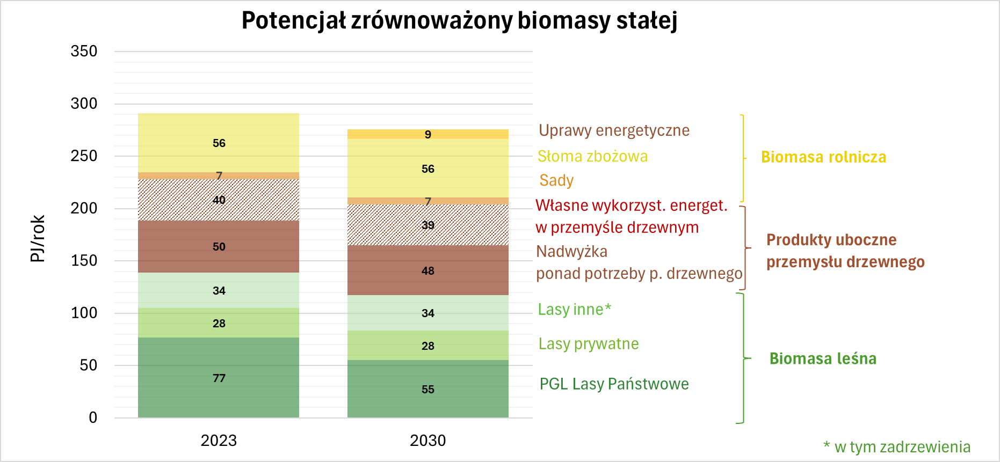 Potencjał zrównoważony biomasy stałej
PJ/rok
350
300
250
200
150
100
50
0
56
7
40
50
34
28
77
9
56
7
39
48
34
28
55
2023
2030
Uprawy energetyczne
Słoma zbożowa
Sady
Własne wykorzyst. energet.
w przemyśle drzewnym
Nadwyżka
ponad potrzeby p. drzewnego
Lasy inne*
Lasy prywatne
PGL Lasy Państwowe
Biomasa rolnicza
Produkty uboczne
przemysłu drzewnego
Biomasa leśna
* w tym zadrzewienia